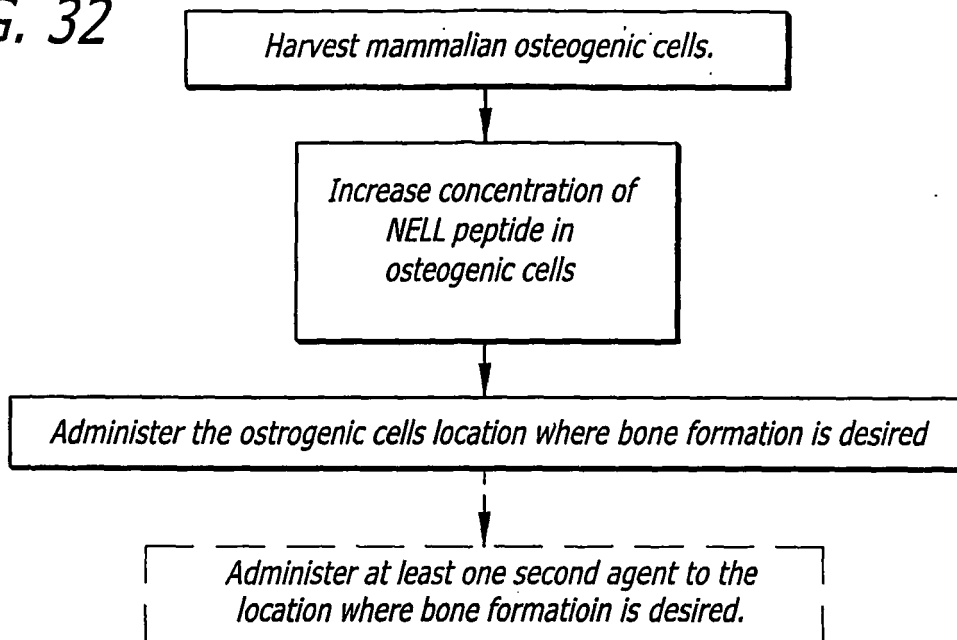 G. 32
Harvest mammalian osteogenic cells.
Increase concentration of
NELL peptide in
osteogenic cells
Administer the ostrogenic cells location where bone formation is desired
Administer at least one second agent to the
location where bone formatioin is desired.